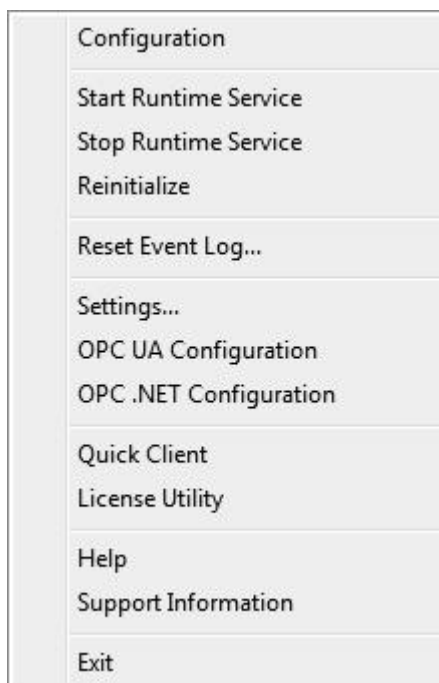 Configuration
Start Runtime Service
Stop Runtime Service
Reinitialize
Reset Event Log...
Settings...
OPC UA Configuration
OPC .NET Configuration
Quick Client
License Utility
Help
Support Information
Exit